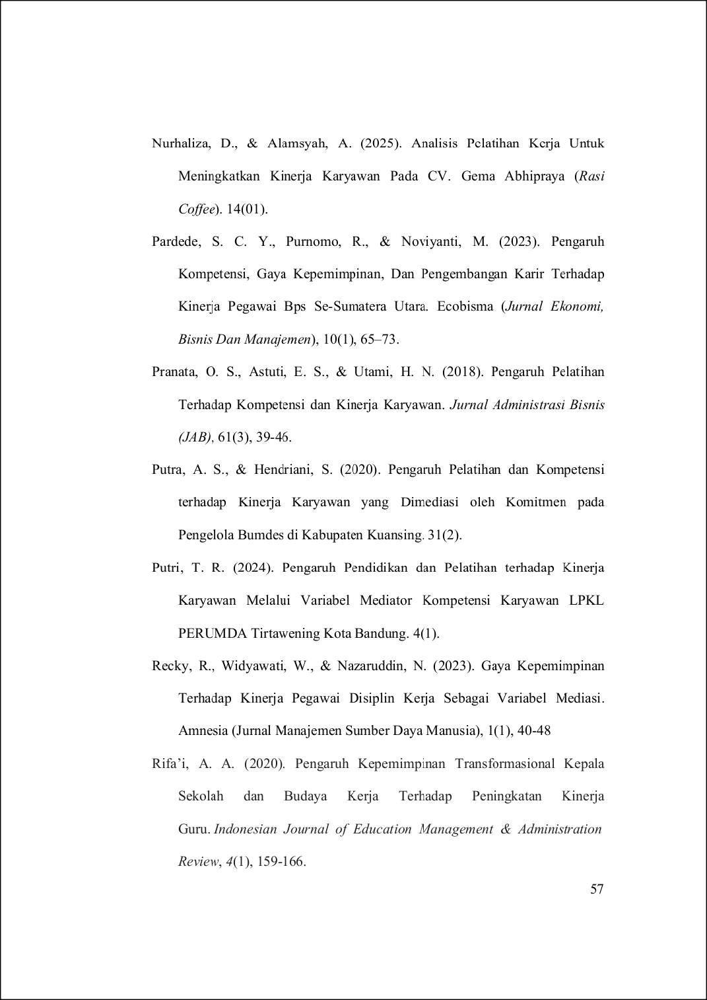 Nurhaliza, D., & Alamsyah, A. (2025). Analisis Pelatihan Kerja Untuk
Meningkatkan Kinerja Karyawan Pada CV. Gema Abhipraya (Rasi
Coffee). 14(01).
Pardede, S. C. Y., Purnomo, R., & Noviyanti, M. (2023). Pengaruh
Kompetensi, Gaya Kepemimpinan, Dan Pengembangan Karir Terhadap
Kinerja Pegawai Bps Se-Sumatera Utara. Ecobisma (Jurnal Ekonomi,
Bisnis Dan Manajemen), 10(1), 65–73.
Pranata, O. S., Astuti, E. S., & Utami, H. N. (2018). Pengaruh Pelatihan
Terhadap Kompetensi dan Kinerja Karyawan. Jurnal Administrasi Bisnis
(JAB), 61(3), 39-46.
Putra, A. S., & Hendriani, S. (2020). Pengaruh Pelatihan dan Kompetensi
terhadap Kinerja Karyawan yang Dimediasi oleh Komitmen pada
Pengelola Bumdes di Kabupaten Kuansing. 31(2).
Putri, T. R. (2024). Pengaruh Pendidikan dan Pelatihan terhadap Kinerja
Karyawan Melalui Variabel Mediator Kompetensi Karyawan LPKL
PERUMDA Tirtawening Kota Bandung. 4(1).
Recky, R., Widyawati, W., & Nazaruddin, N. (2023). Gaya Kepemimpinan
Terhadap Kinerja Pegawai Disiplin Kerja Sebagai Variabel Mediasi.
Amnesia (Jurnal Manajemen Sumber Daya Manusia), 1(1), 40-48
Rifa’i, A. A. (2020). Pengaruh Kepemimpinan Transformasional Kepala
Sekolah dan Budaya Kerja Terhadap Peningkatan Kinerja
Guru. Indonesian Journal of Education Management & Administration
Review, 4(1), 159-166.
57